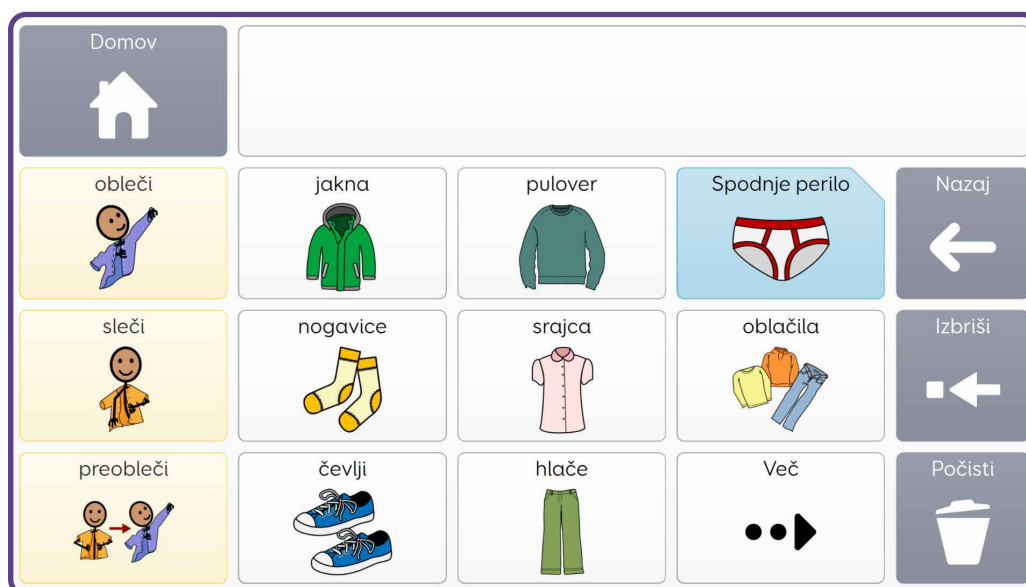 Domov
obleči
jakna
pulover
Spodnje perilo
Nazaj
sleči
nogavice
srajca
oblačila
Izbriši
preobleči
čevlji
hlače
Več
Počisti